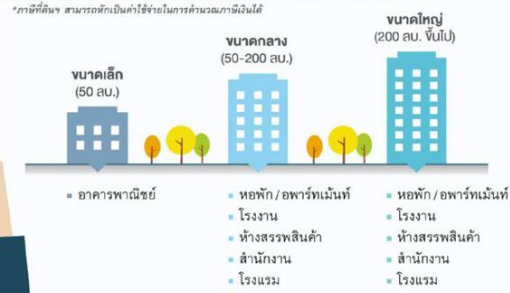 *ภาษีที่ดินฯ สามารถหักเป็นค่าใช้จ่ายในการคำนวณภาษีเงินได้
ขนาดเล็ก
(50 ลบ.)
ขนาดกลาง
(50-200 ลบ.)
ขนาดใหญ่
(200 ลบ. ขึ้นไป)
▪ อาคารพาณิชย์
▪ หอพัก / อพาร์ทเม้นท์
▪ โรงงาน
▪ ห้างสรรพสินค้า
▪ สำนักงาน
▪ โรงแรม
▪ หอพัก / อพาร์ทเม้นท์
▪ โรงงาน
▪ ห้างสรรพสินค้า
▪ สำนักงาน
▪ โรงแรม